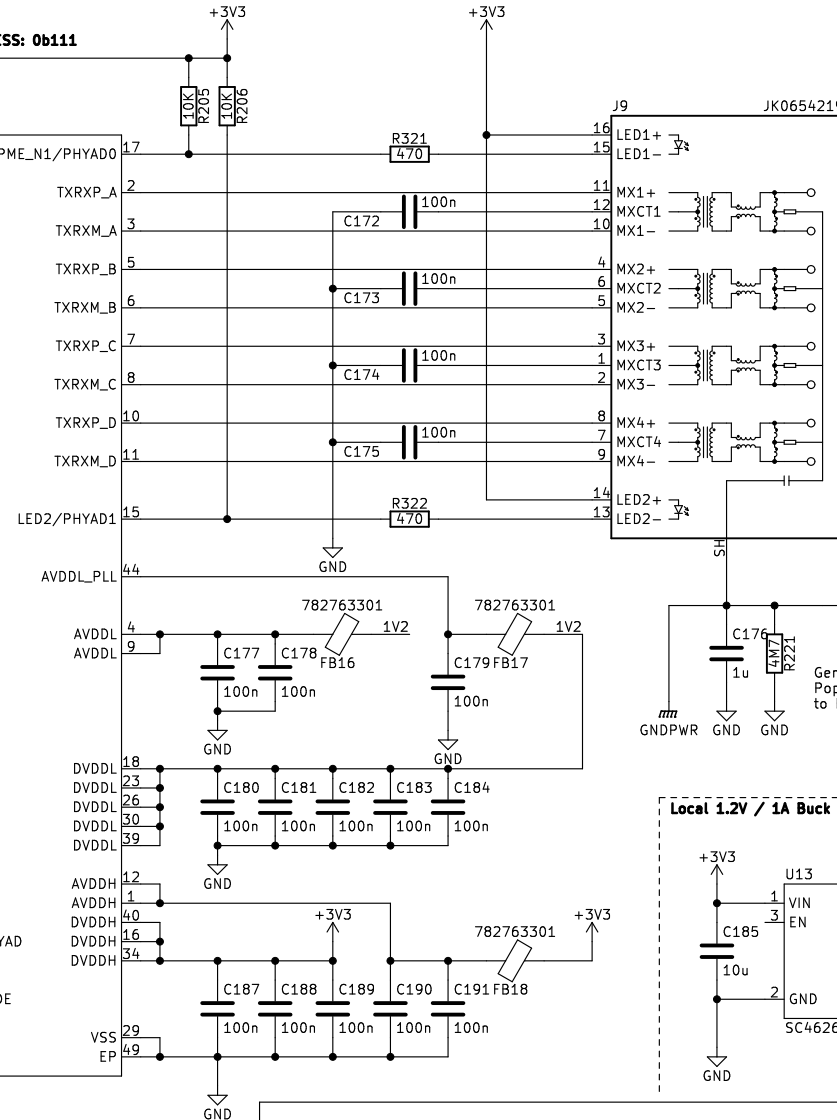 +3V3 +3V3
SS: 0b111
10K R205 10K R206
J9 JK0654219
16 LED1+
PME_N1/PHYAD0 17 R321 470 15 LED1-
TXRXP_A 2 11 MX1+
C172 100n 12 MXCT1
TXRXM_A 3 10 MX1-
TXRXP_B 5 4 MX2+
C173 100n 6 MXCT2
TXRXM_B 6 5 MX2-
TXRXP_C 7 3 MX3+
C174 100n 1 MXCT3
TXRXM_C 8 2 MX3-
TXRXP_D 10 8 MX4+
C175 100n 7 MXCT4
TXRXM_D 11 9 MX4-
14 LED2+
LED2/PHYAD1 15 R322 470 13 LED2-
GND SH
AVDDL_PLL 44
782763301 782763301
AVDDL 4 1V2 1V2
AVDDL 9 C177 C178 FB16 C179 FB17 C176 4M7 R221
100n 100n 100n 1u
Gen
Pop
to
GND GND GNDPWR GND GND
DVDDL 18
DVDDL 23 C180 C181 C182 C183 C184
DVDDL 26
DVDDL 30 100n 100n 100n 100n 100n
DVDDL 39
GND
Local 1.2V / 1A Buck
+3V3
U13
AVDDH 12
AVDDH 1 1 VIN
DVDDH 40 +3V3 +3V3 3 EN
DVDDH 16 782763301 C185
YAD
DVDDH 34 10u
C187 C188 C189 C190 C191 FB18
DE
2 GND
100n 100n 100n 100n 100n SC4626
VSS 29
EP 49
GND GND